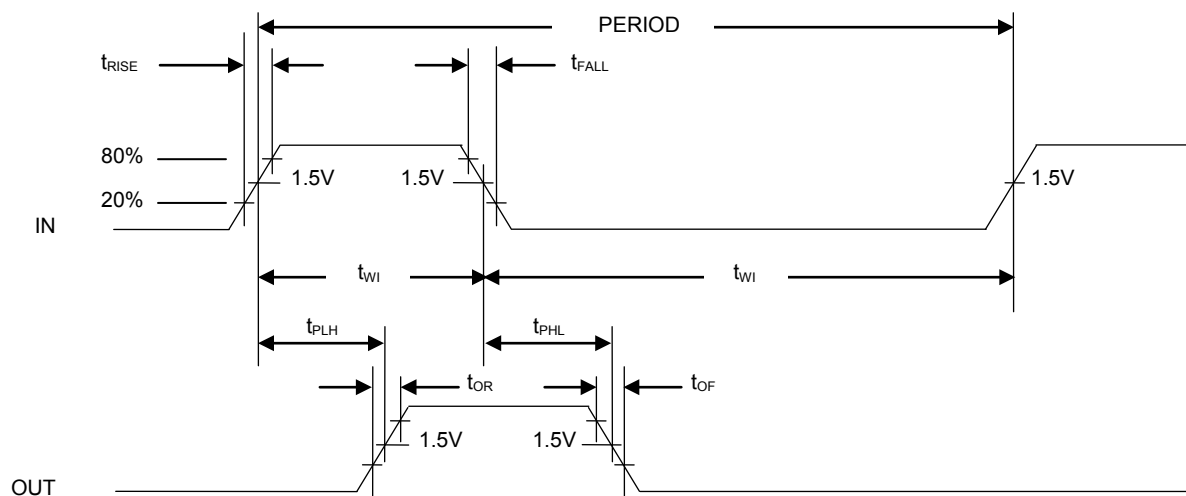 PERIOD
tRISE
tFALL
80%
1.5V
1.5V
1.5V
20%
IN
tWI
tWI
tPLH
tPHL
tOR
tOF
1.5V
1.5V
OUT